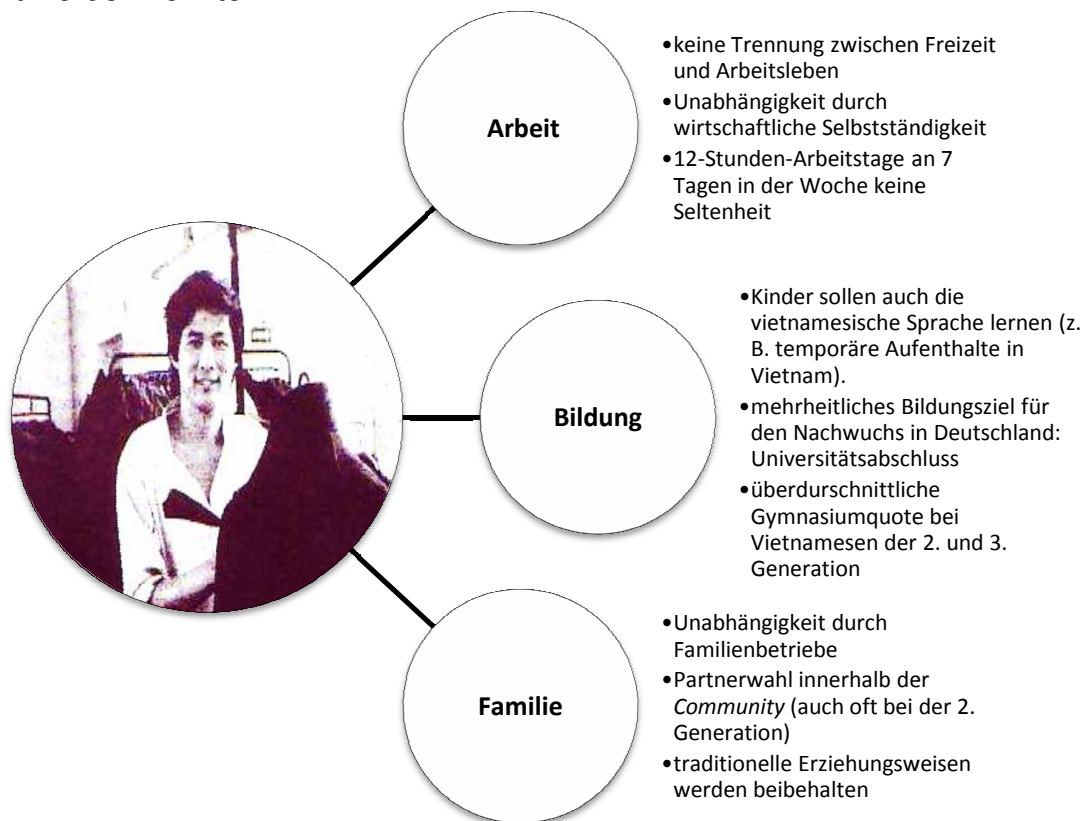 Arbeit
•keine Trennung zwischen Freizeit
und Arbeitsleben
•Unabhängigkeit durch
wirtschaftliche Selbstständigkeit
•12-Stunden-Arbeitstage an 7
Tagen in der Woche keine
Seltenheit
Bildung
•Kinder sollen auch die
vietnamesische Sprache lernen (z.
B. temporäre Aufenthalte in
Vietnam).
•mehrheitliches Bildungsziel für
den Nachwuchs in Deutschland:
Universitätsabschluss
•überdurschnittliche
Gymnasiumquote bei
Vietnamesen der 2. und 3.
Generation
Familie
•Unabhängigkeit durch
Familienbetriebe
•Partnerwahl innerhalb der
Community (auch oft bei der 2.
Generation)
•traditionelle Erziehungsweisen
werden beibehalten